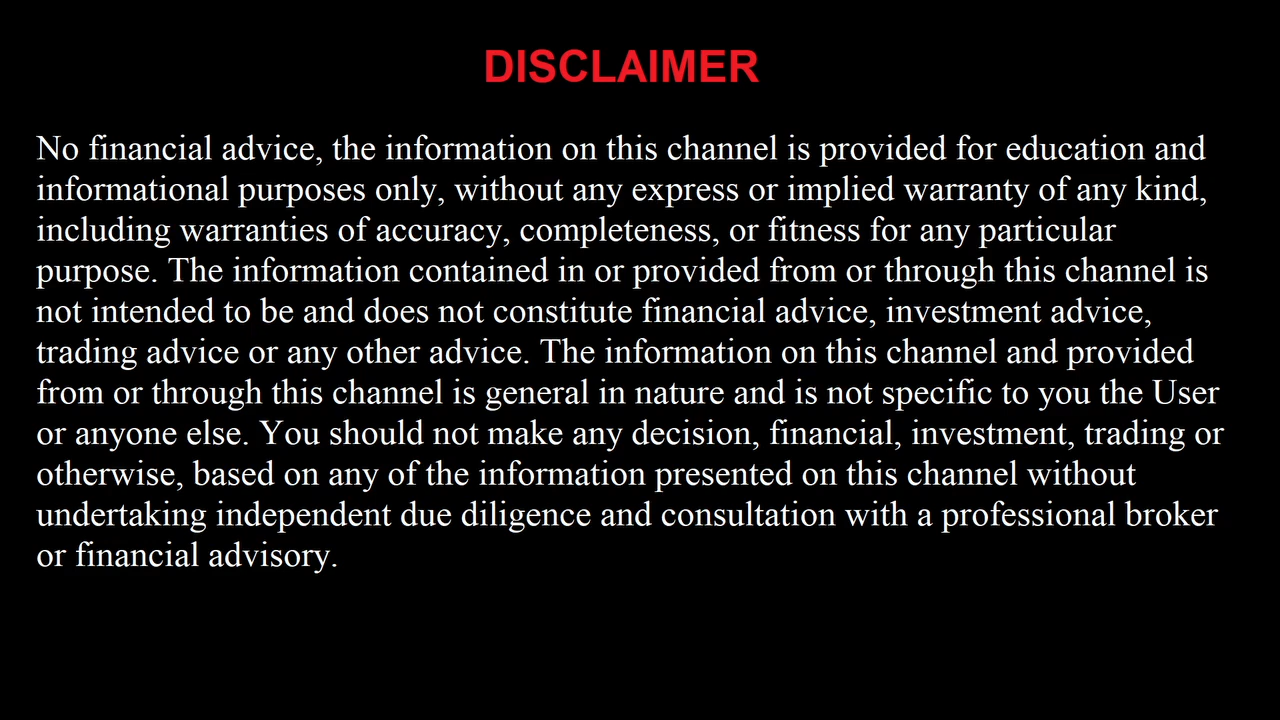 DISCLAIMER
No financial advice, the information on this channel is provided for education and
informational purposes only, without any express or implied warranty of any kind,
including warranties of accuracy, completeness, or fitness for any particular
purpose. The information contained in or provided from or through this channel is
not intended to be and does not constitute financial advice, investment advice,
trading advice or any other advice. The information on this channel and provided
from or through this channel is general in nature and is not specific to you the User
or anyone else. You should not make any decision, financial, investment, trading or
otherwise, based on any of the information presented on this channel without
undertaking independent due diligence and consultation with a professional broker
or financial advisory.